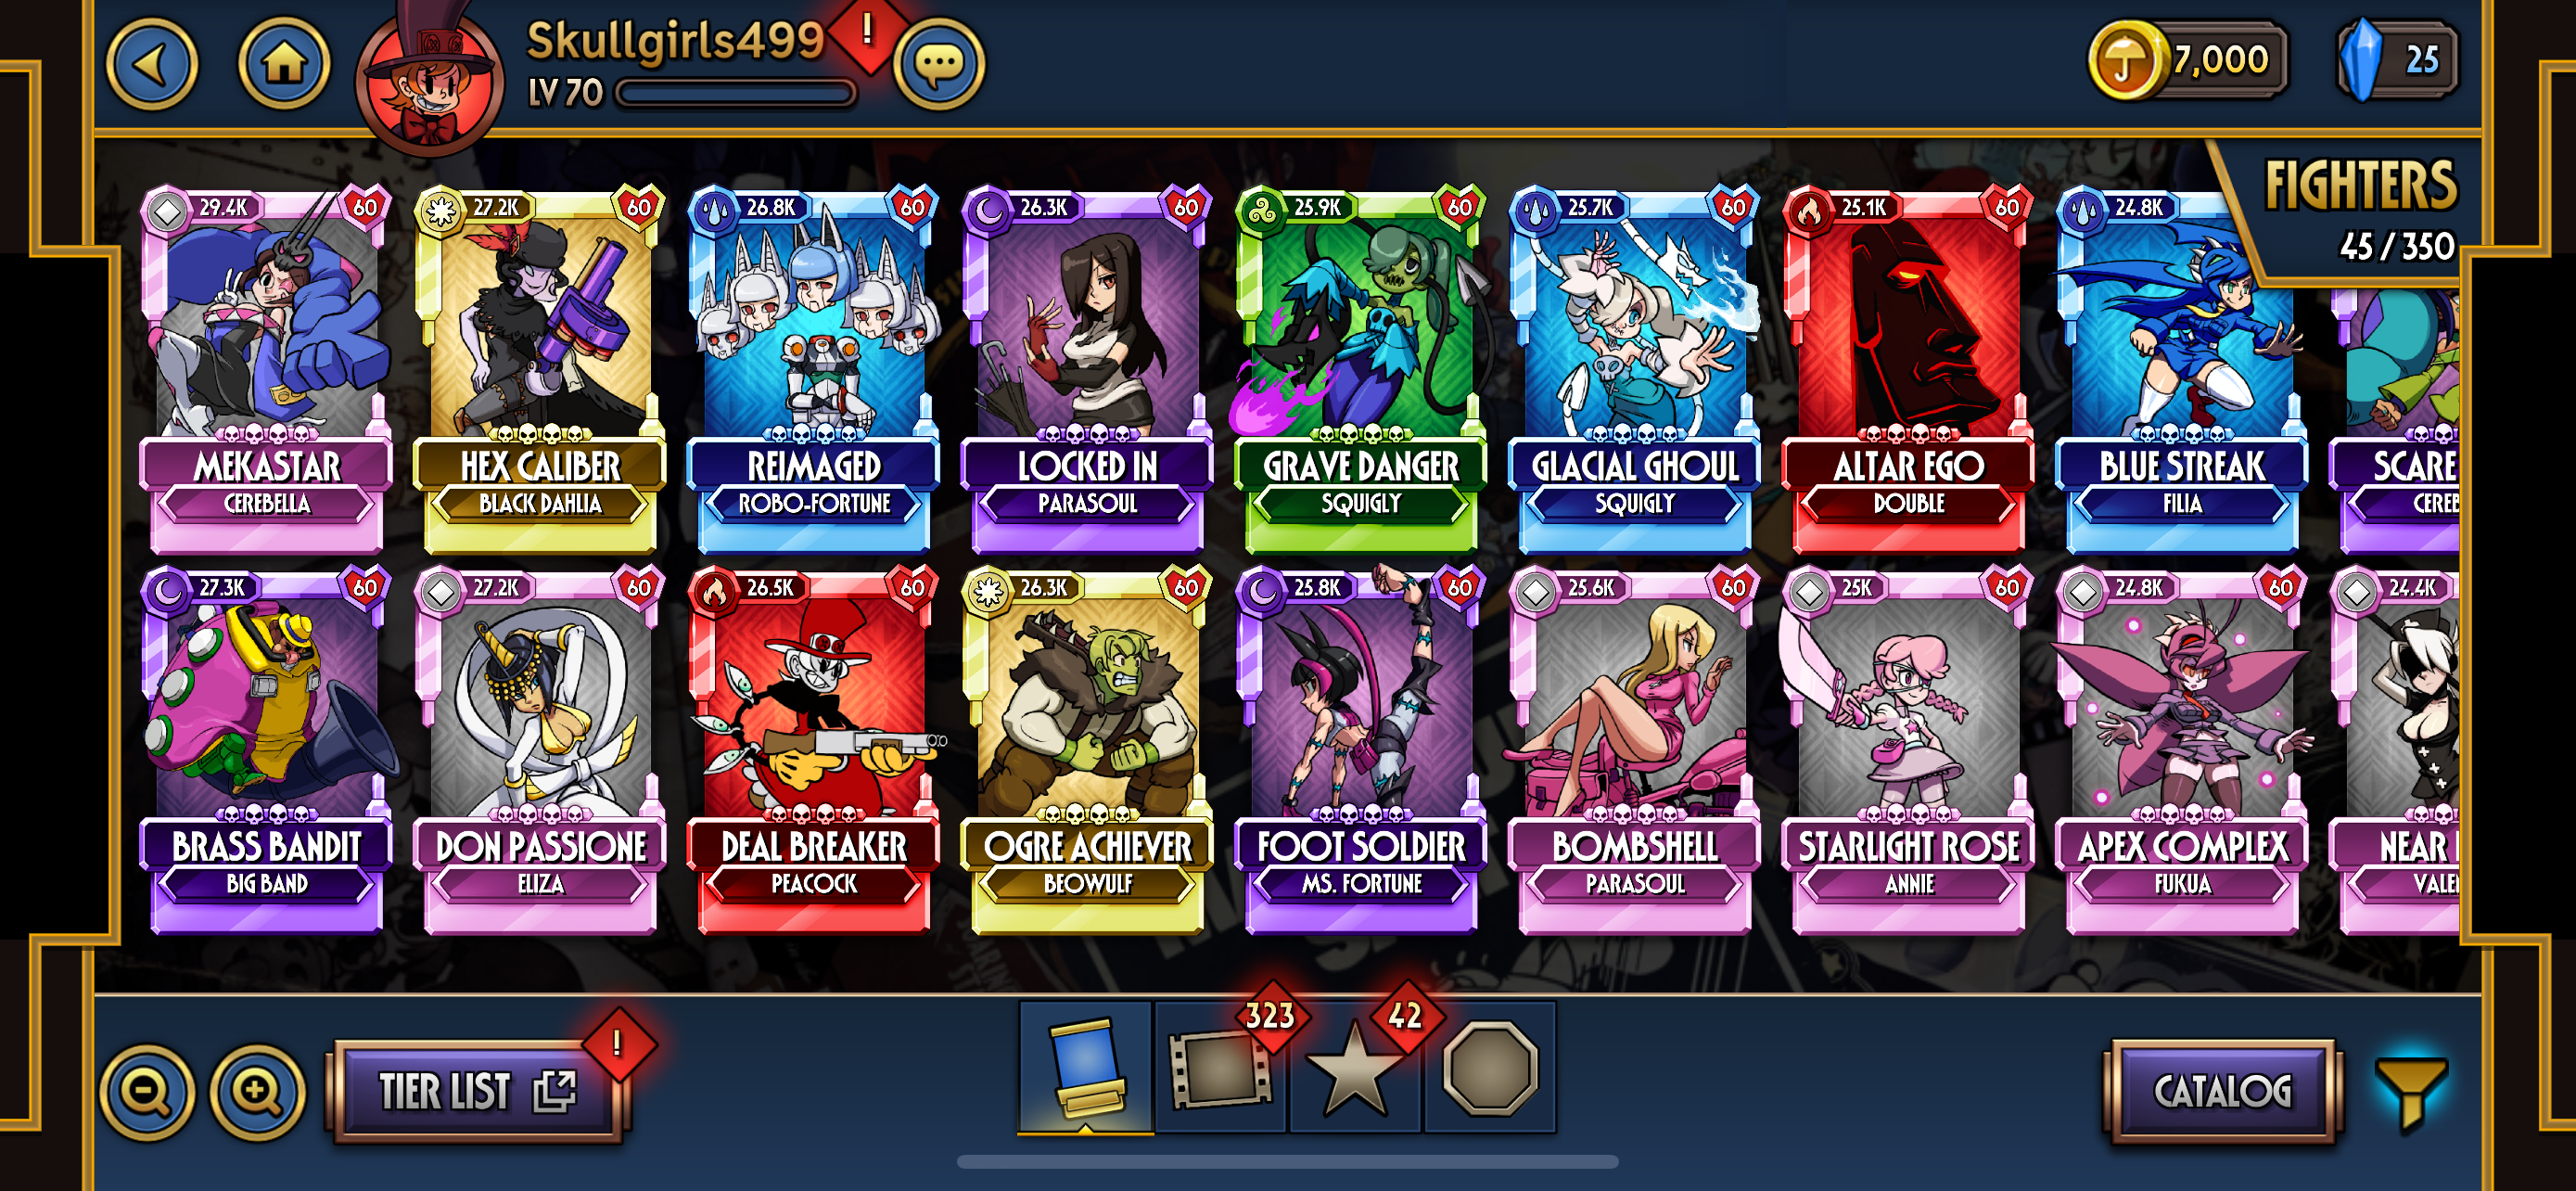 Skullgirls499
!
LV 70
7,000
25
FIGHTERS
45 / 350
29.4K
60
MEKASTAR
CEREBELLA
27.2K
60
HEX CALIBER
BLACK DAHLIA
26.8K
60
REIMAGED
ROBO-FORTUNE
26.3K
60
LOCKED IN
PARASOUL
25.9K
60
GRAVE DANGER
SQUIGLY
25.7K
60
GLACIAL GHOUL
SQUIGLY
25.1K
60
ALTAR EGO
DOUBLE
24.8K
BLUE STREAK
FILIA
SCARE
CEREB
27.3K
60
BRASS BANDIT
BIG BAND
27.2K
60
DON PASSIONE
ELIZA
26.5K
60
DEAL BREAKER
PEACOCK
26.3K
60
OGRE ACHIEVER
BEOWULF
25.8K
60
FOOT SOLDIER
MS. FORTUNE
25.6K
60
BOMBSHELL
PARASOUL
25K
60
STARLIGHT ROSE
ANNIE
24.8K
60
APEX COMPLEX
FUKUA
24.4K
NEAR
VALE
TIER LIST
!
323
42
CATALOG